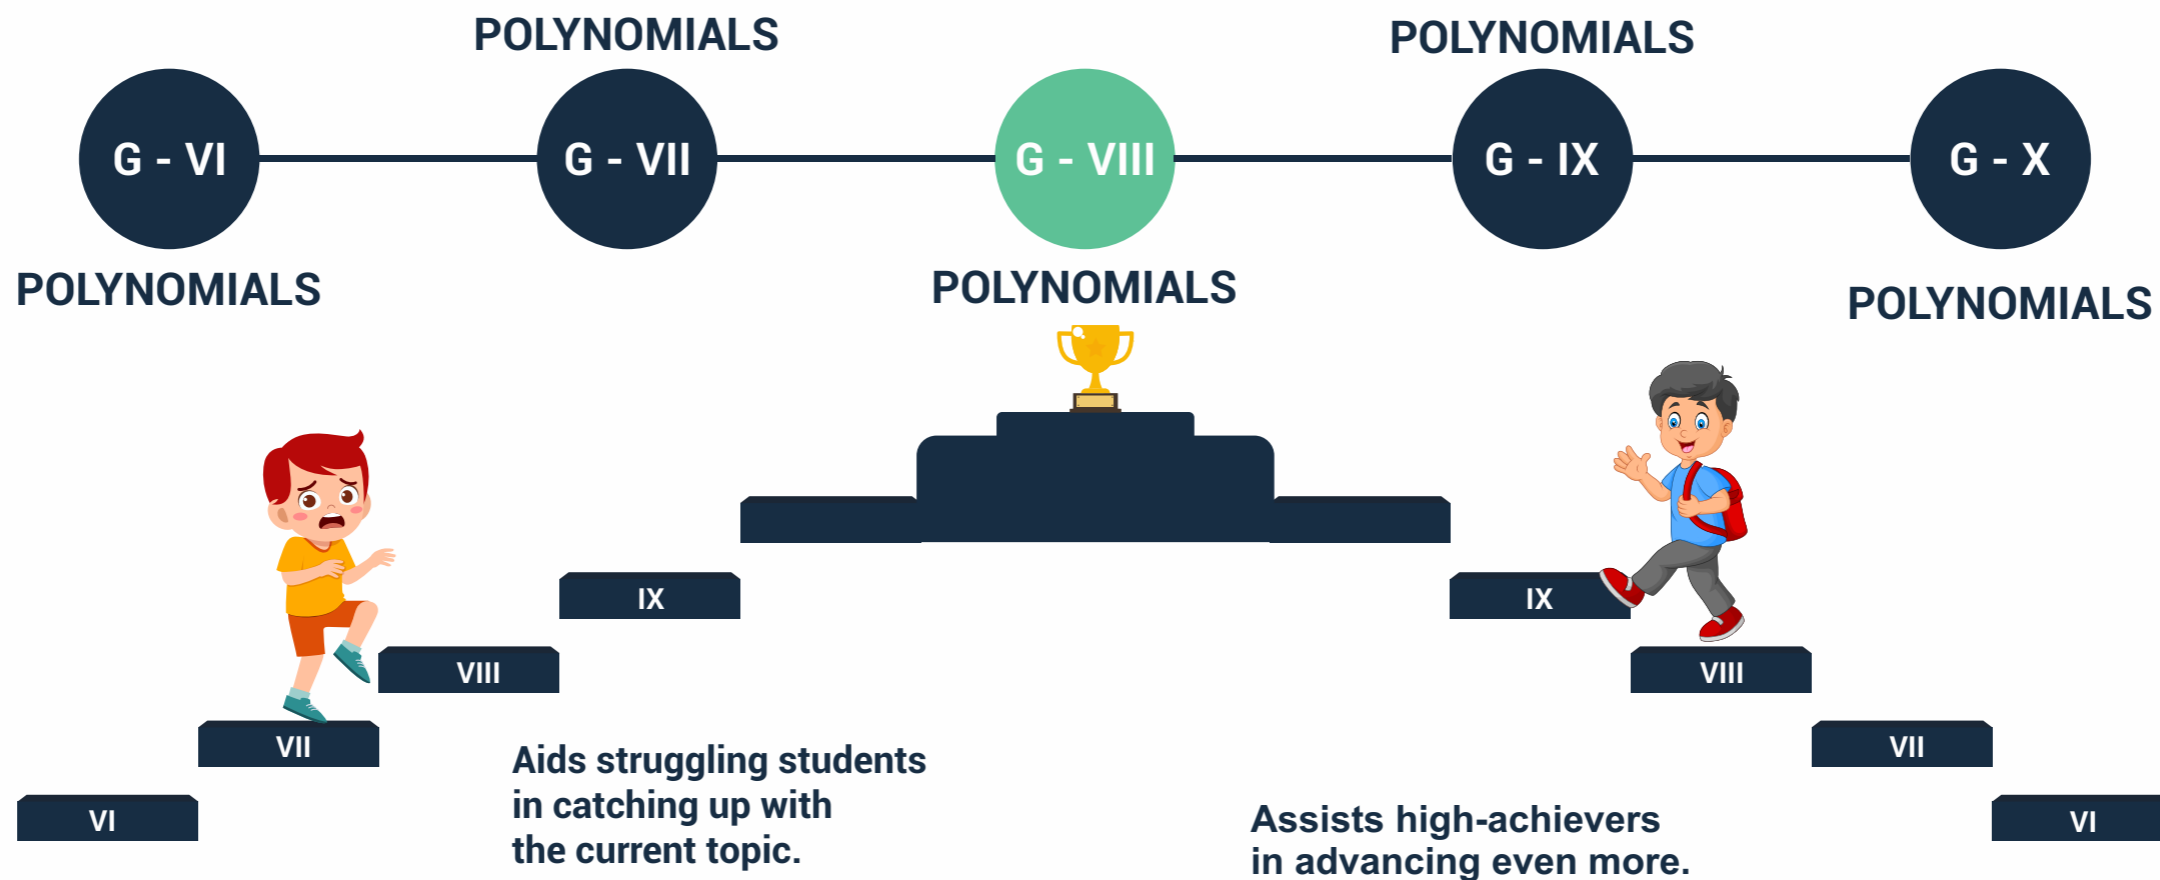 POLYNOMIALS
POLYNOMIALS
G - VI
G - VII
G - VIII
G - IX
G - X
POLYNOMIALS
POLYNOMIALS
POLYNOMIALS
IX
IX
VIII
VIII
VII
VII
VI
VI
Aids struggling students
in catching up with
the current topic.
Assists high-achievers
in advancing even more.